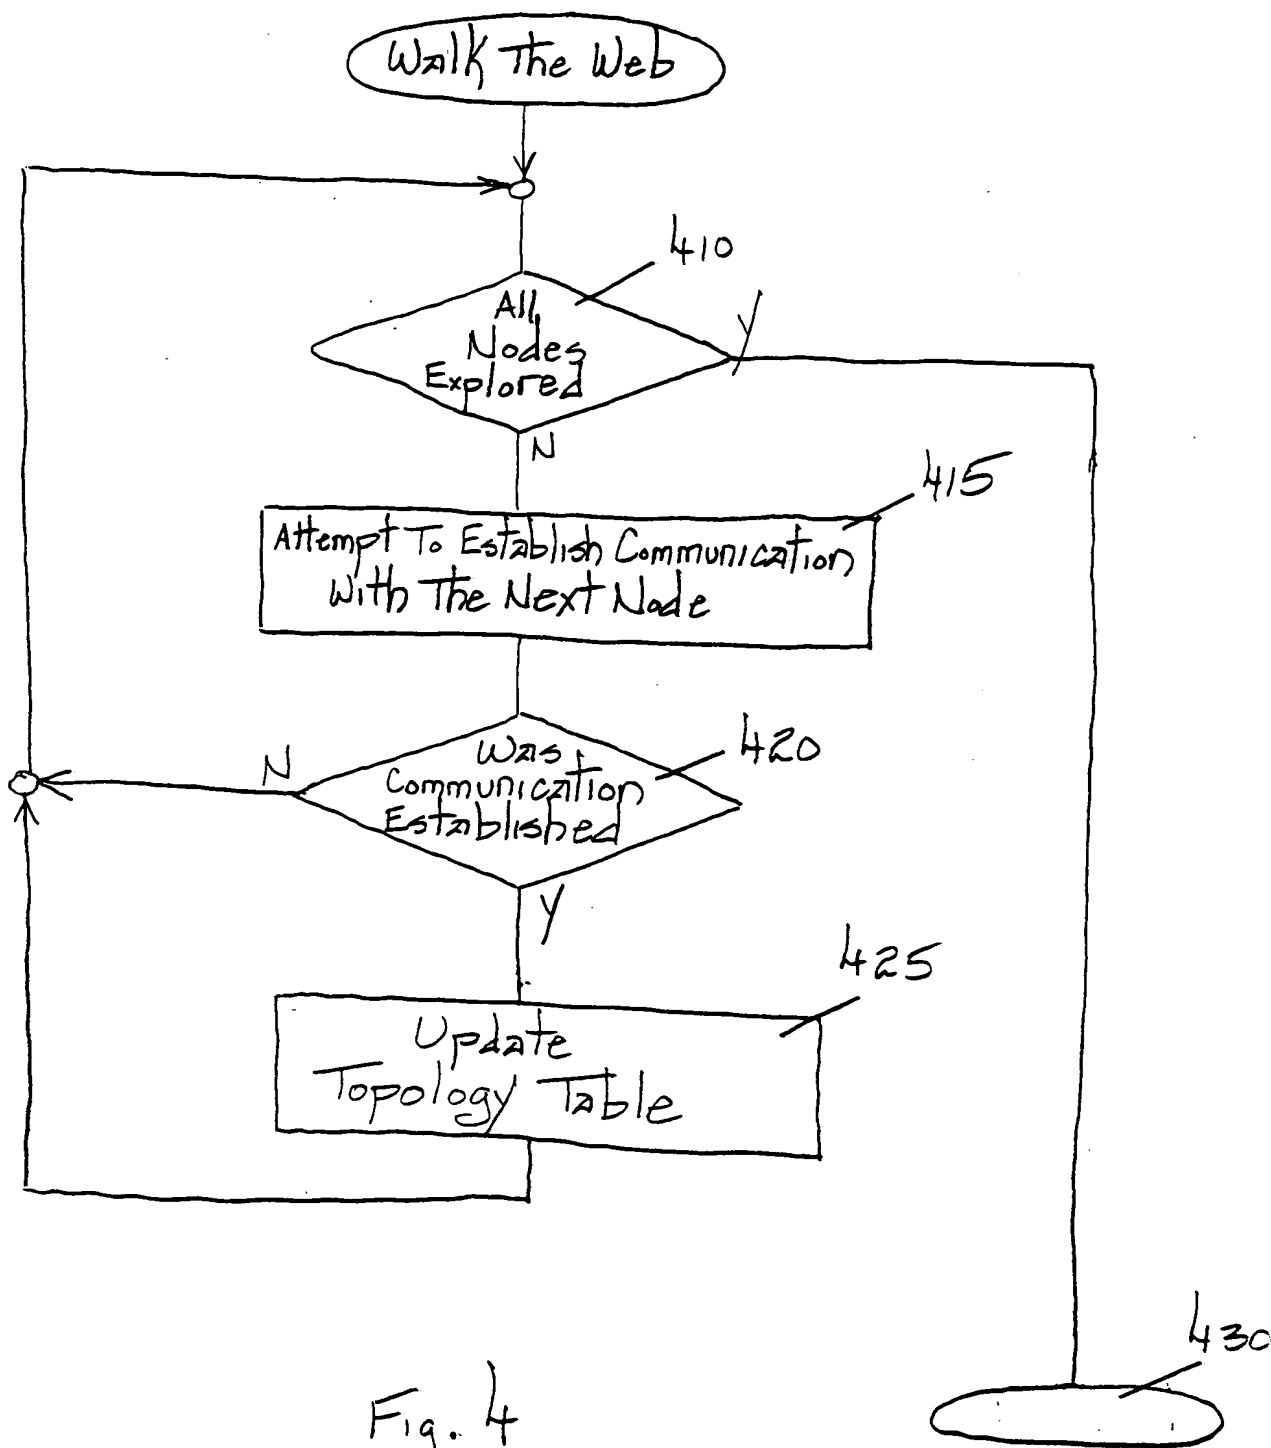 Walk The Web
410
All
Nodes
Explored
Y
N
415
Attempt To Establish Communication
With The Next Node
420
Was
Communication
Established
N
Y
425
Update
Topology Table
430
Fig. 4